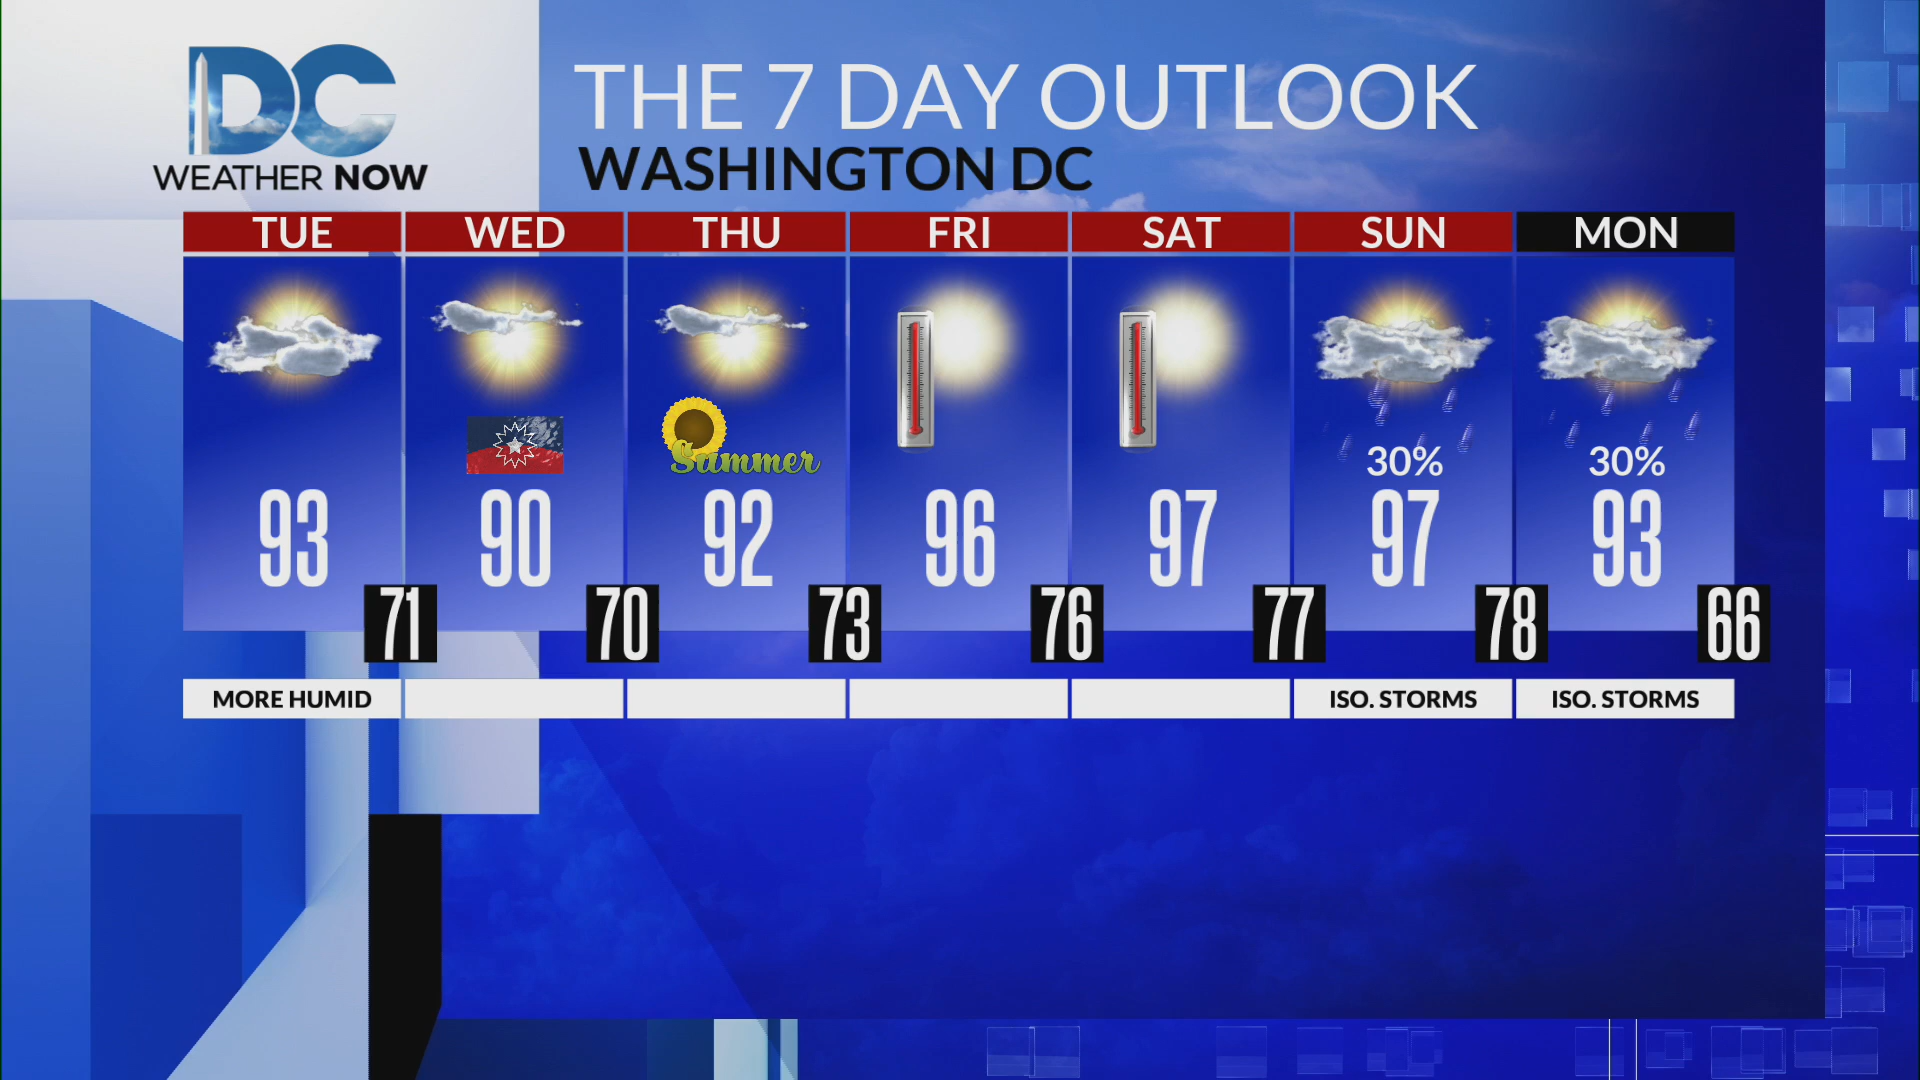 DC
WEATHER NOW
THE 7 DAY OUTLOOK
WASHINGTON DC
TUE WED THU FRI SAT SUN MON
Summer
30% 30%
93 90 92 96 97 97 93
71 70 73 76 77 78 66
MORE HUMID ISO. STORMS ISO. STORMS